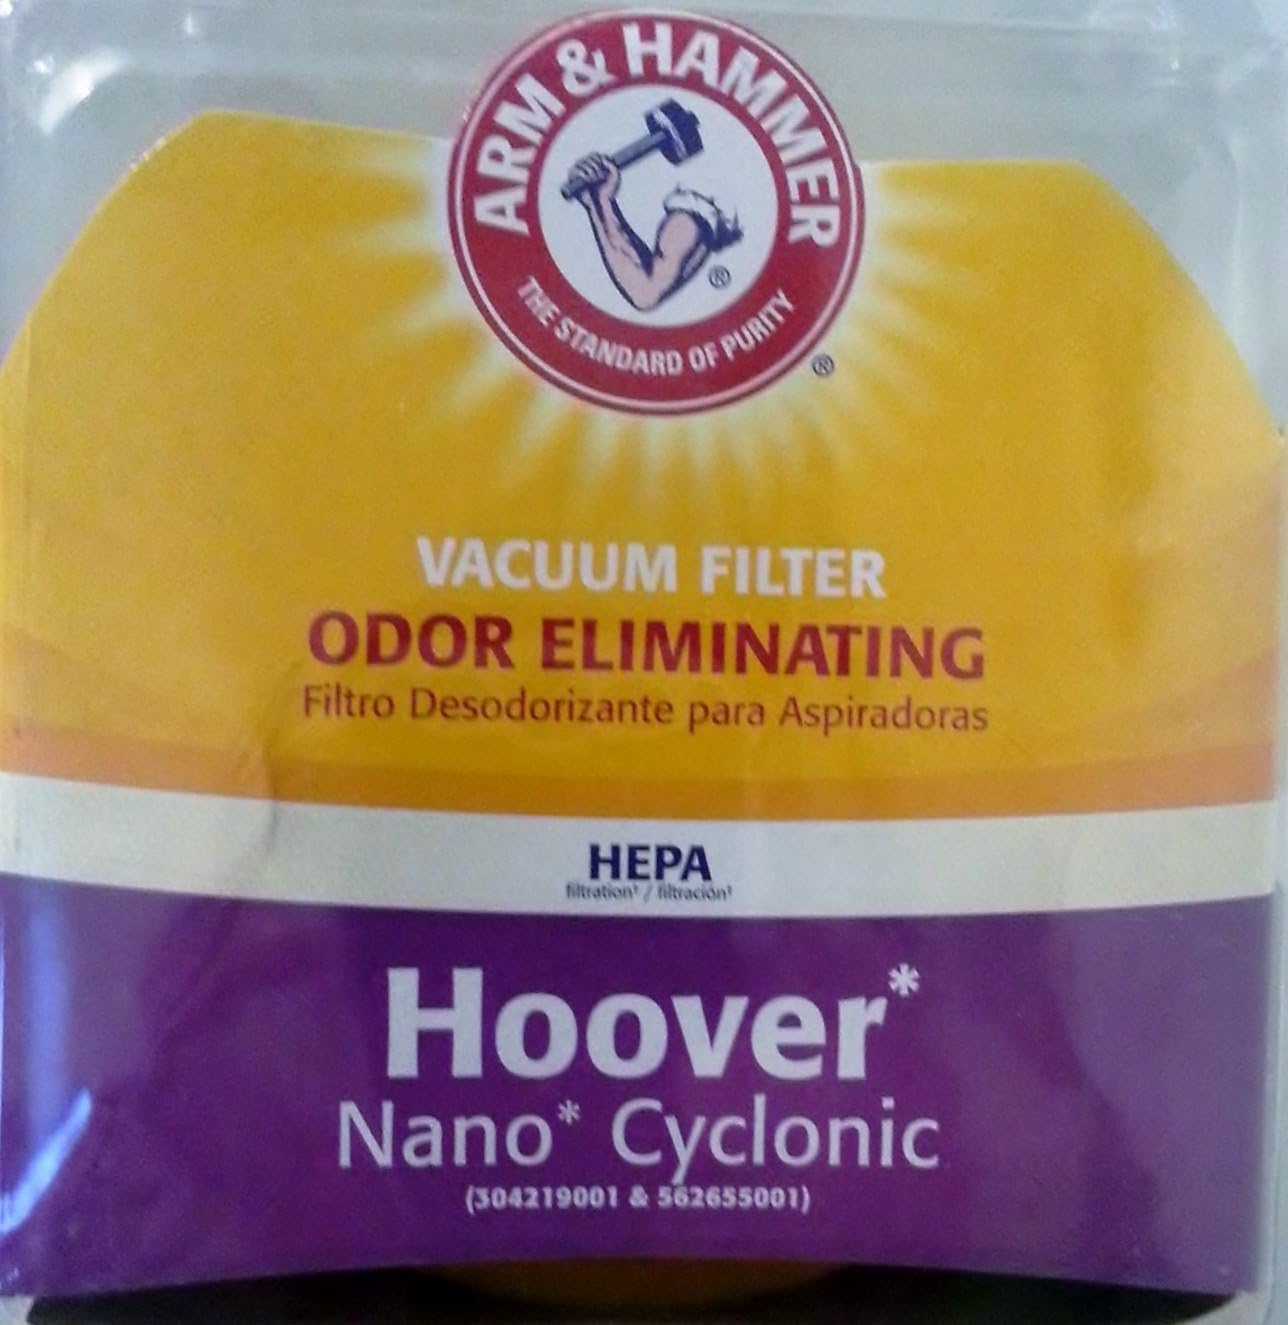 ARM & HAMMER
®
THE STANDARD OF PURITY
®
VACUUM FILTER
ODOR ELIMINATING
Filtro Desodorizante para Aspiradoras
HEPA
filtration† / filtración†
Hoover*
Nano* Cyclonic
(304219001 & 562655001)